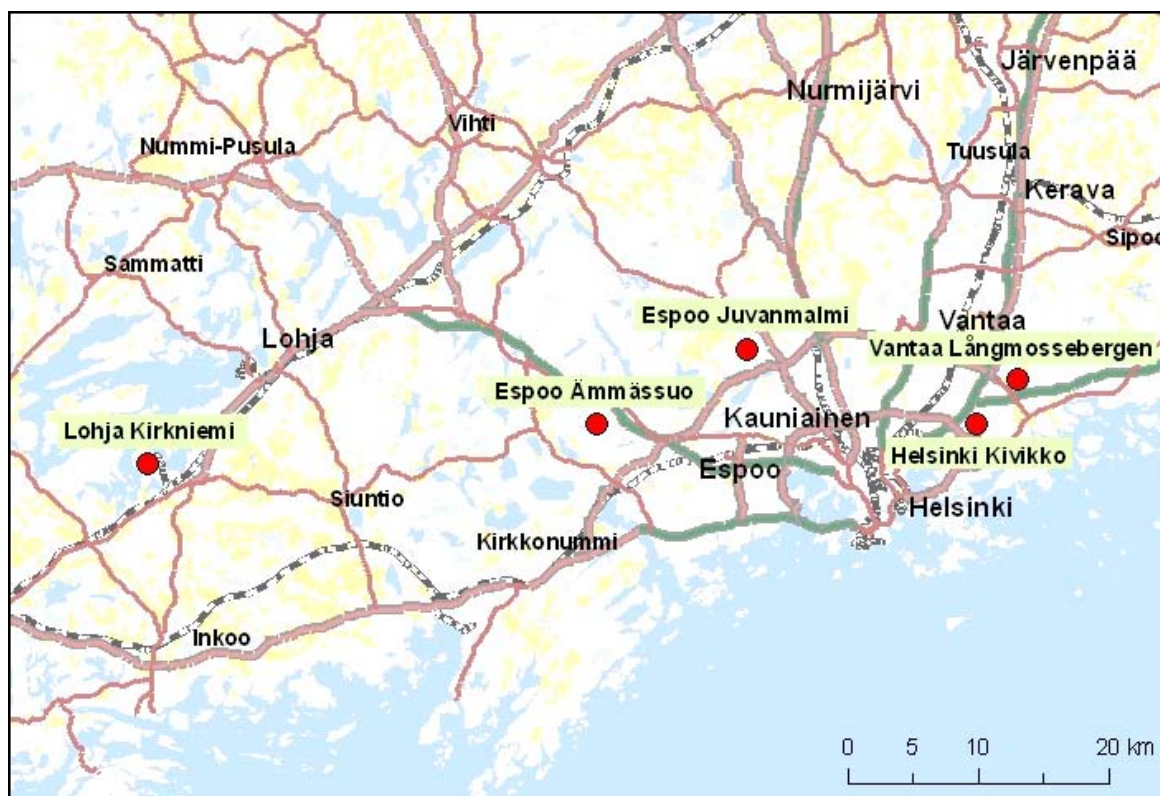 Järvenpää
Nurmijärvi
Vihti
Nummi-Pusula
Tuusula
Kerava
Sipoo
Sammatti
Espoo Juvanmalmi
Vantaa
Lohja
Vantaa Långmossebergen
Espoo Ämmässuo
Kauniainen
Lohja Kirkniemi
Helsinki Kivikko
Espoo
Siuntio
Helsinki
Kirkkonummi
Inkoo
0 5 10 20 km